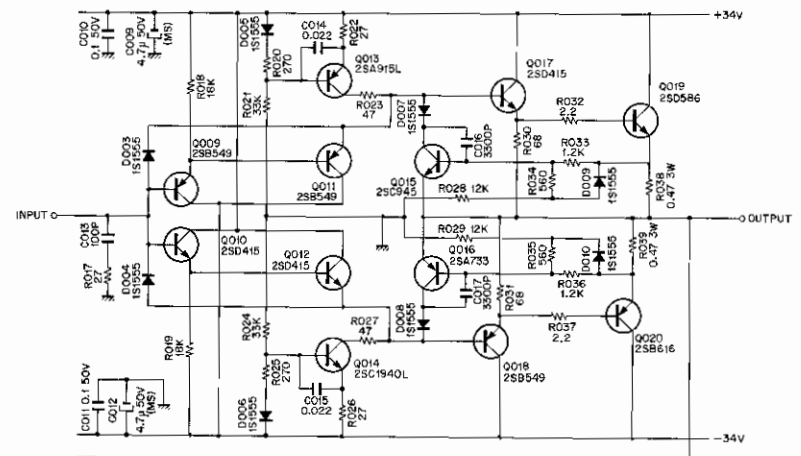 +34V
C010
0.1 50V
C009
4.7μ 50V
(MS)
D005
1S1555
C014
0.022
R022
27
R018
18K
R020
270
R021
33K
Q013
2SA915L
R023
47
D007
1S1555
Q017
2SD415
R032
2.2
Q019
2SD586
C016
3300P
R030
68
R033
1.2K
D003
1S1555
Q009
2SB549
Q011
2SB549
Q015
2SC945
R034
560
D009
1S1555
R028 12K
R038
0.47 3W
INPUT
OUTPUT
C013
100P
R017
27
D004
1S1555
Q010
2SD415
Q012
2SD415
R029 12K
Q016
2SA733
R035
560
D010
1S1555
R039
0.47 3W
C017
3300P
R031
68
R036
1.2K
R019
18K
R024
33K
R027
47
D008
1S1555
R037
2.2
Q020
2SB616
Q018
2SB549
R025
270
Q014
2SC1940L
C015
0.022
R026
27
D006
1S1555
C011 0.1 50V
C012
4.7μ 50V
(MS)
-34V